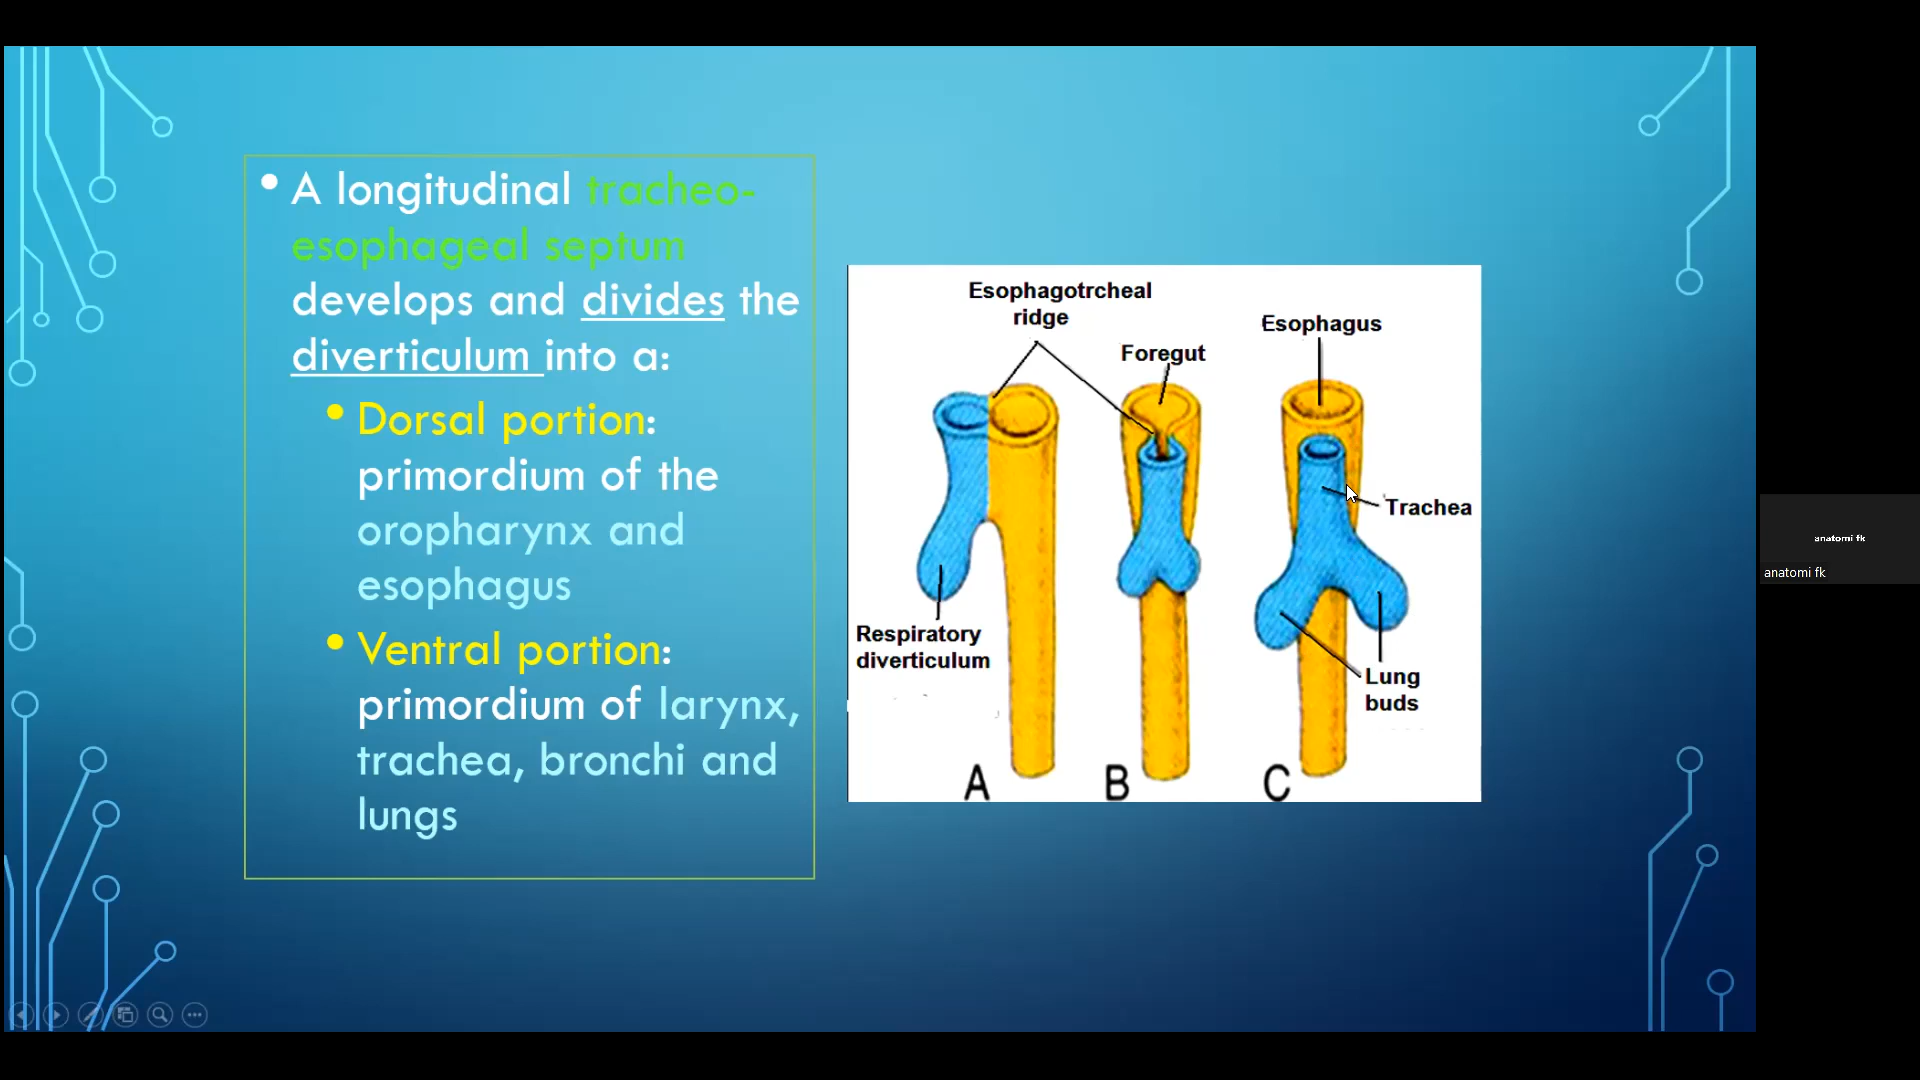 • A longitudinal tracheo-
esophageal septum
develops and divides the
diverticulum into a:
• Dorsal portion:
primordium of the
oropharynx and
esophagus
• Ventral portion:
primordium of larynx,
trachea, bronchi and
lungs
Esophagotrcheal
ridge
Foregut
Esophagus
Trachea
Respiratory
diverticulum
Lung
buds
A
B
C
anatomi fk
anatomi fk